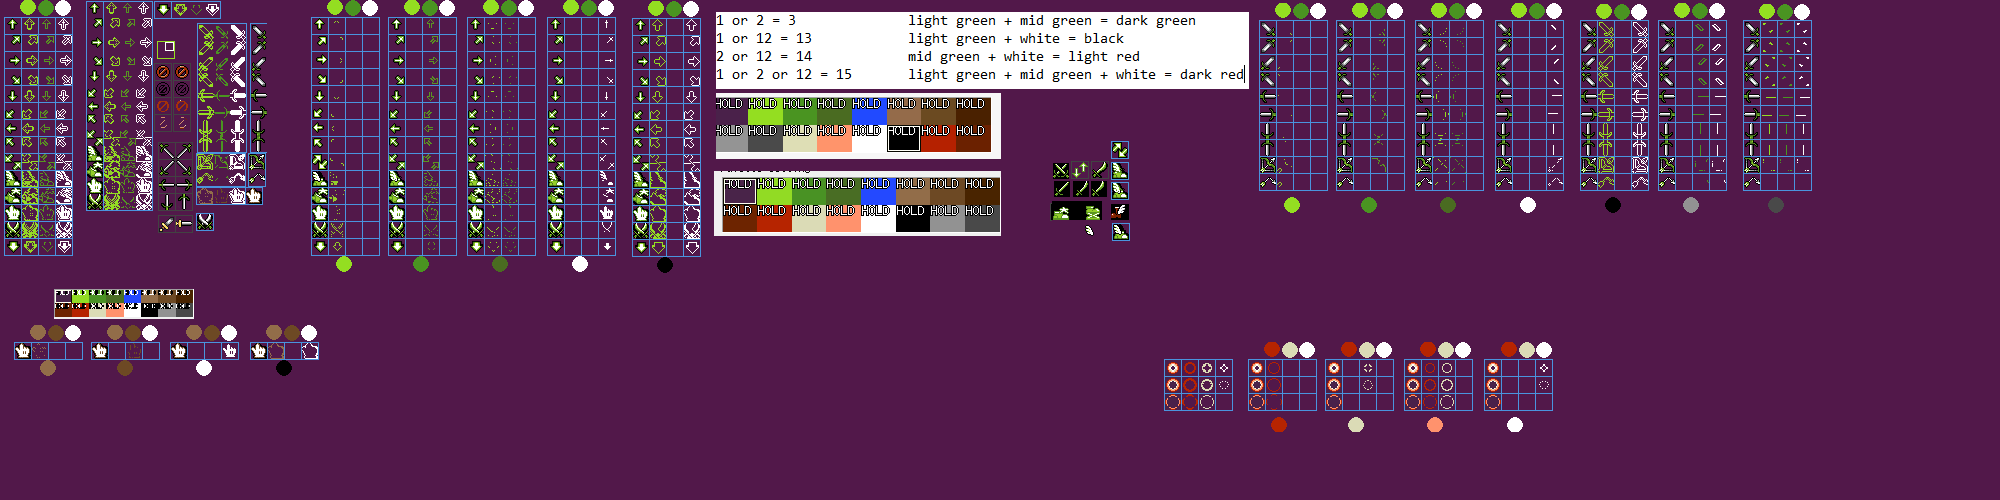 1 or 2 = 3 light green + mid green = dark green
1 or 12 = 13 light green + white = black
2 or 12 = 14 mid green + white = light red
1 or 2 or 12 = 15 light green + mid green + white = dark red
HOLD HOLD HOLD HOLD HOLD HOLD HOLD HOLD
HOLD HOLD HOLD HOLD HOLD HOLD HOLD HOLD
HOLD HOLD HOLD HOLD HOLD HOLD HOLD HOLD
HOLD HOLD HOLD HOLD HOLD HOLD HOLD HOLD